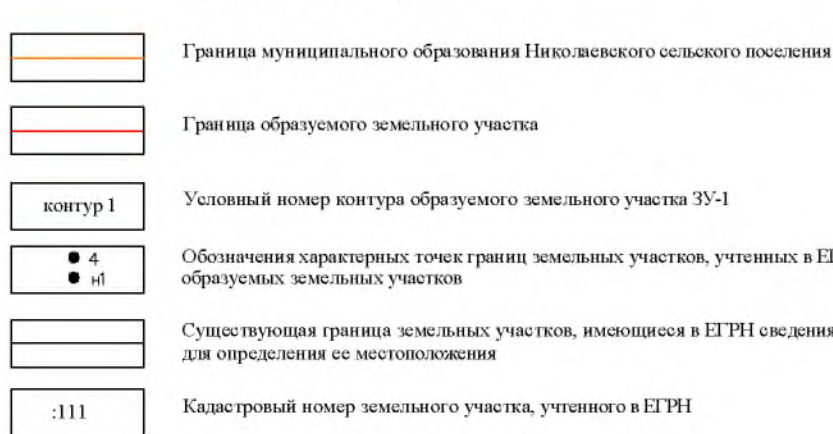 Граница муниципального образования Николаевского сельского поселения
Граница образуемого земельного участка
контур 1
Условный номер контура образуемого земельного участка ЗУ-1
4
н1
Обозначения характерных точек границ земельных участков, учтенных в
образуемых земельных участков
Существующая граница земельных участков, имеющиеся в ЕГРН сведения
для определения ее местоположения
:111
Кадастровый номер земельного участка, учтенного в ЕГРН